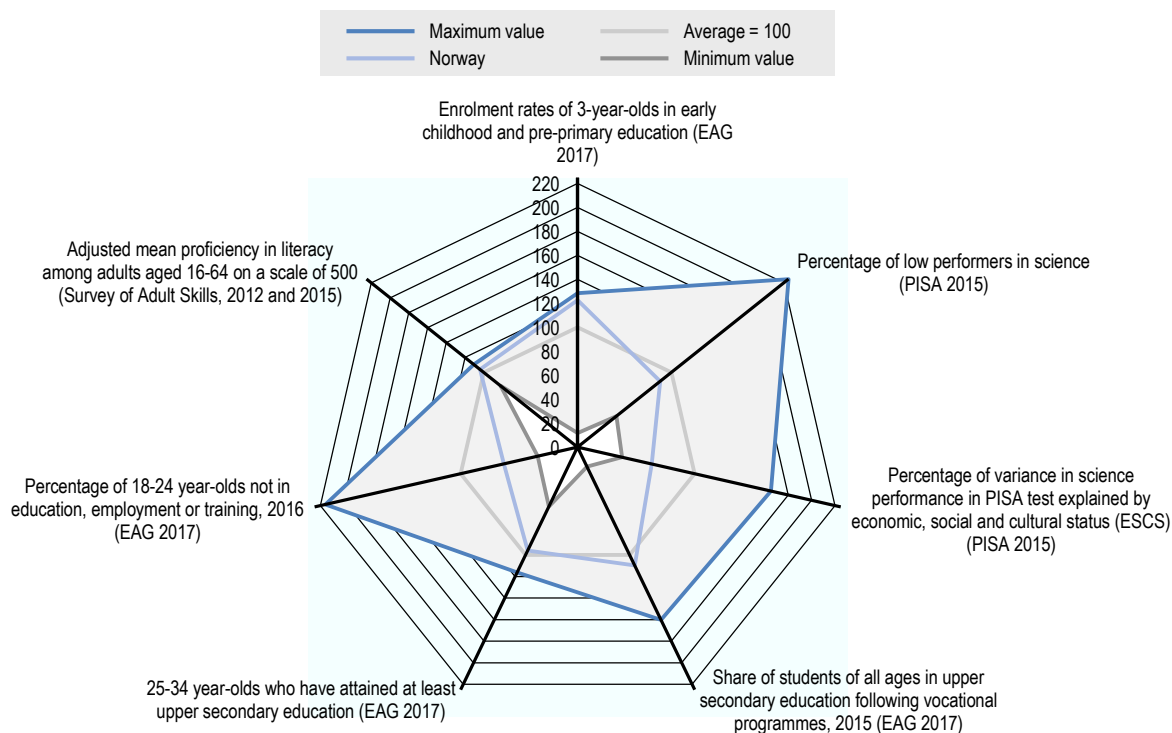 Maximum value
Average = 100
Norway
Minimum value
Enrolment rates of 3-year-olds in early
childhood and pre-primary education (EAG
2017)
220
200
180
160
140
120
100
80
60
40
20
0
Percentage of low performers in science
(PISA 2015)
Percentage of variance in science
performance in PISA test explained by
economic, social and cultural status (ESCS)
(PISA 2015)
Share of students of all ages in upper
secondary education following vocational
programmes, 2015 (EAG 2017)
25-34 year-olds who have attained at least
upper secondary education (EAG 2017)
Percentage of 18-24 year-olds not in
education, employment or training, 2016
(EAG 2017)
Adjusted mean proficiency in literacy
among adults aged 16-64 on a scale of 500
(Survey of Adult Skills, 2012 and 2015)